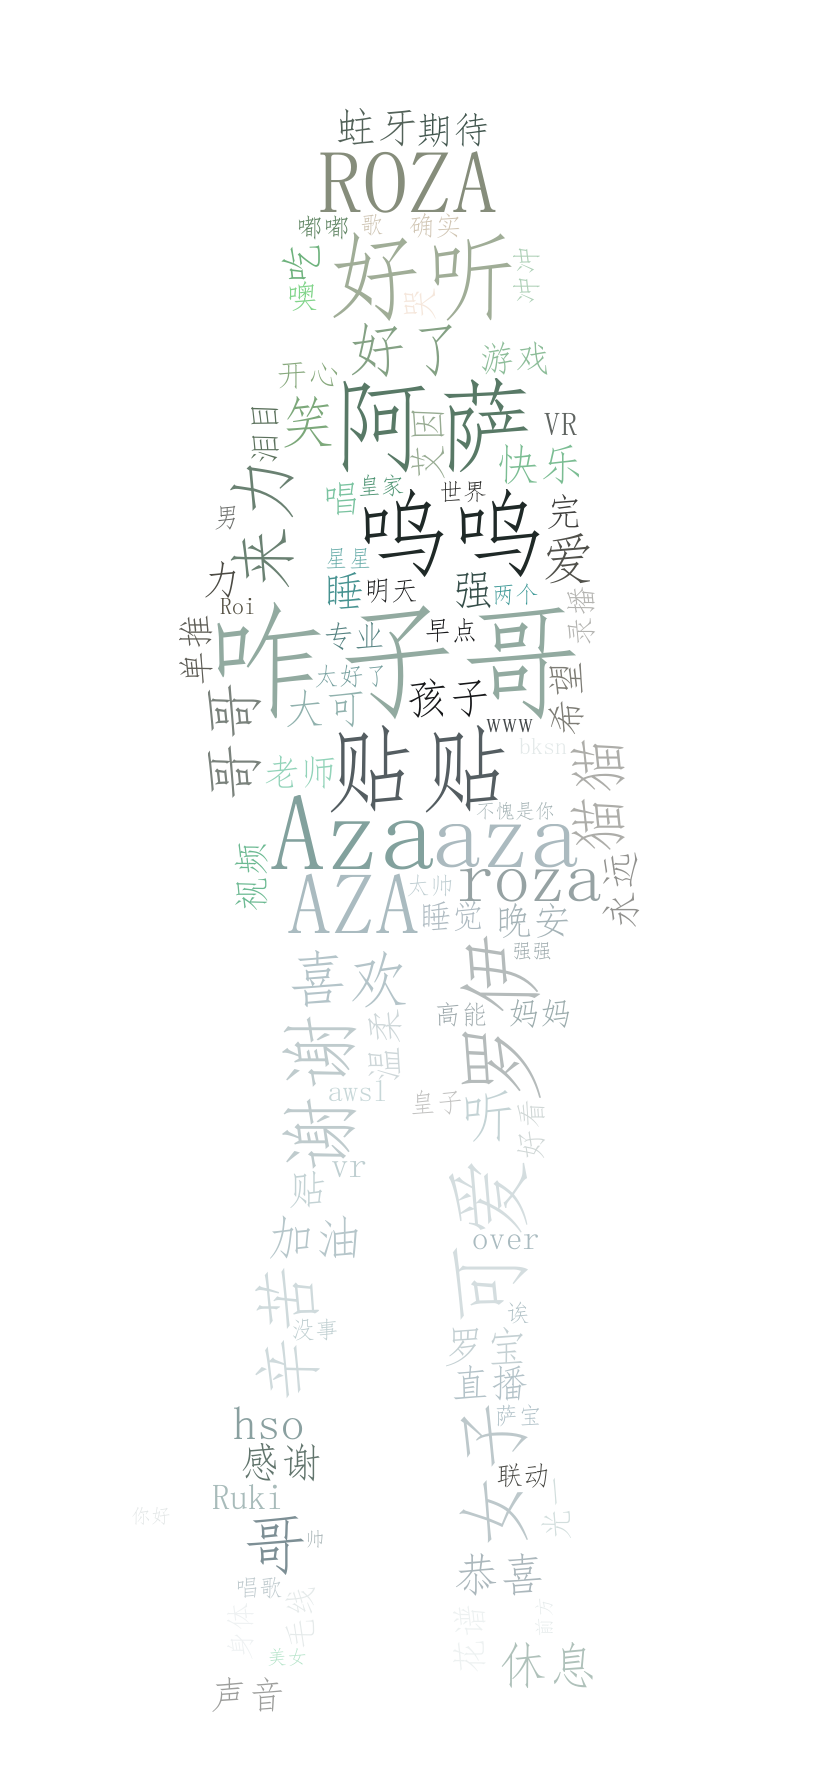 蛀牙 期待
ROZA
嘟嘟 歌 确实
吃 好听 冲冲
噢 哭
好了 游戏
开心
笑 阿萨 艾因 VR
泪目 快乐
来力 唱 皇家 世界
男 呜呜 完
星星 爱
力 睡 明天 强 两个
Roi 录播
单推 咋子哥 专业 早点
太好了 希望
哥哥 大可 孩子
www
贴贴 bksn 猫猫
老师
Aza aza 不愧是你
视频 roza 永远
AZA 太帅
睡觉 晚安
强强
喜欢 罗伊
谢谢 温柔 高能 妈妈
awsl 皇子 听 好看
vr
贴 可爱
加油 over
辛苦 诶
没事 罗宝
直播
hso 女子 萨宝
感谢 联动
Ruki 光一
你好 哥 帅
恭喜
唱歌
身体 毛线 花谱 前方
美女 休息
声音